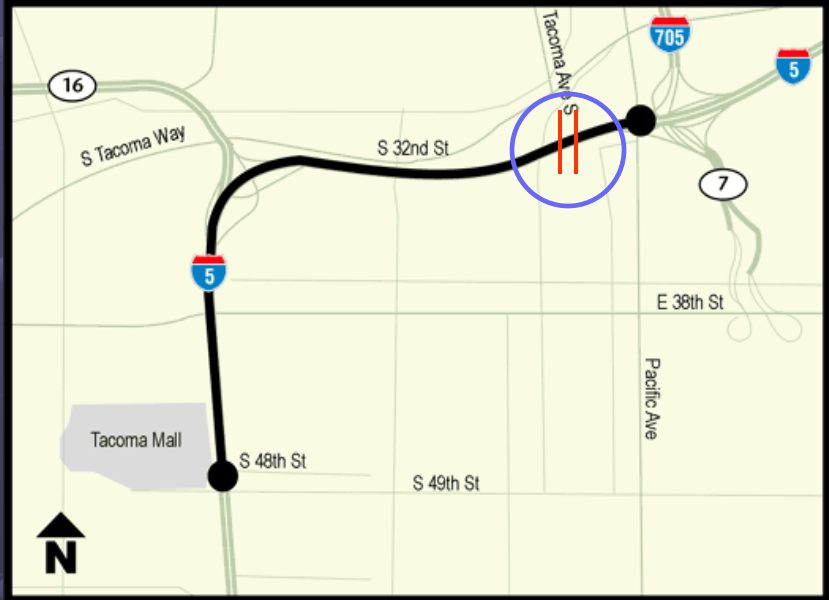 705
5
Tacoma Ave S
16
S Tacoma Way
S 32nd St
7
5
E 38th St
Pacific Ave
Tacoma Mall
S 48th St
S 49th St
N